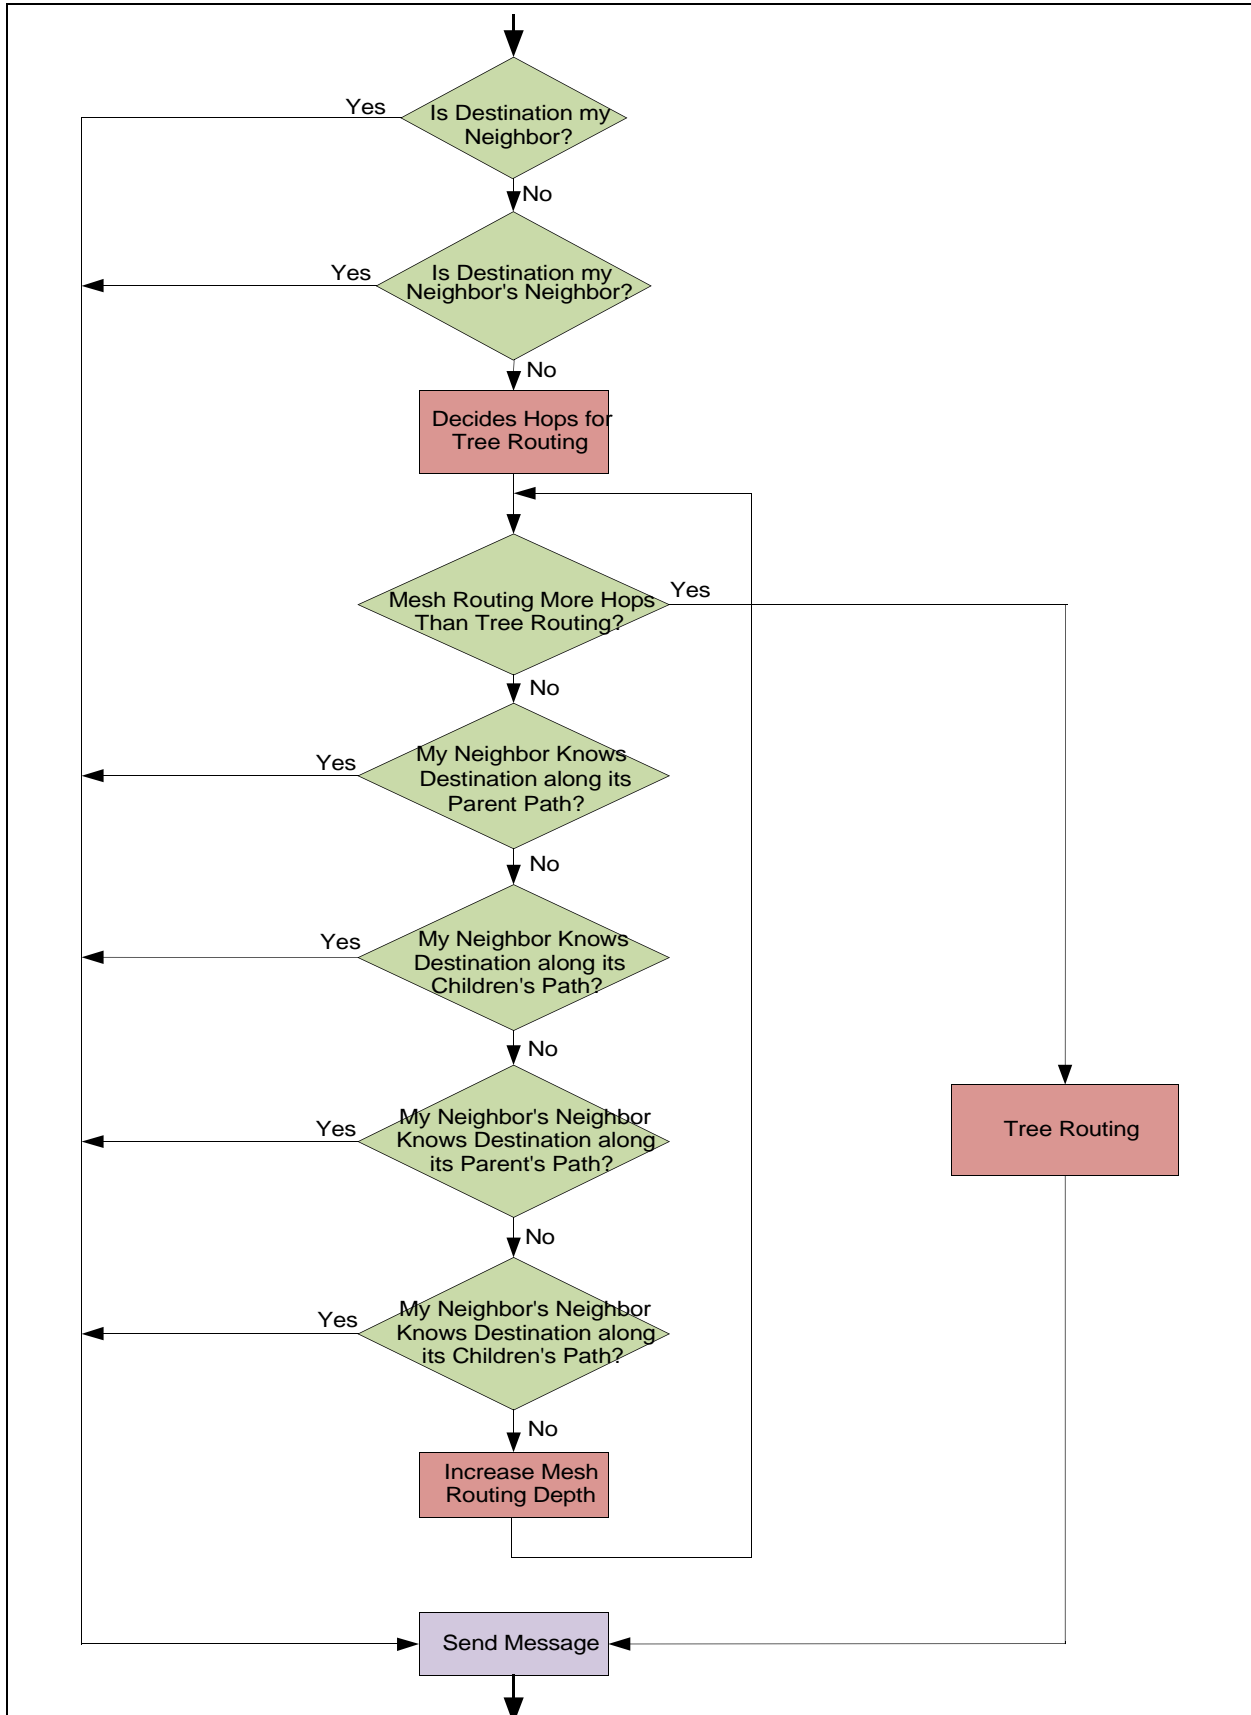 Yes
Is Destination my
Neighbor?
No
Yes
Is Destination my
Neighbor's Neighbor?
No
Decides Hops for
Tree Routing
Mesh Routing More Hops
Than Tree Routing?
Yes
No
Yes
My Neighbor Knows
Destination along its
Parent Path?
No
Yes
My Neighbor Knows
Destination along its
Children's Path?
No
Yes
My Neighbor's Neighbor
Knows Destination along
its Parent's Path?
Tree Routing
No
Yes
My Neighbor's Neighbor
Knows Destination along
its Children's Path?
No
Increase Mesh
Routing Depth
Send Message